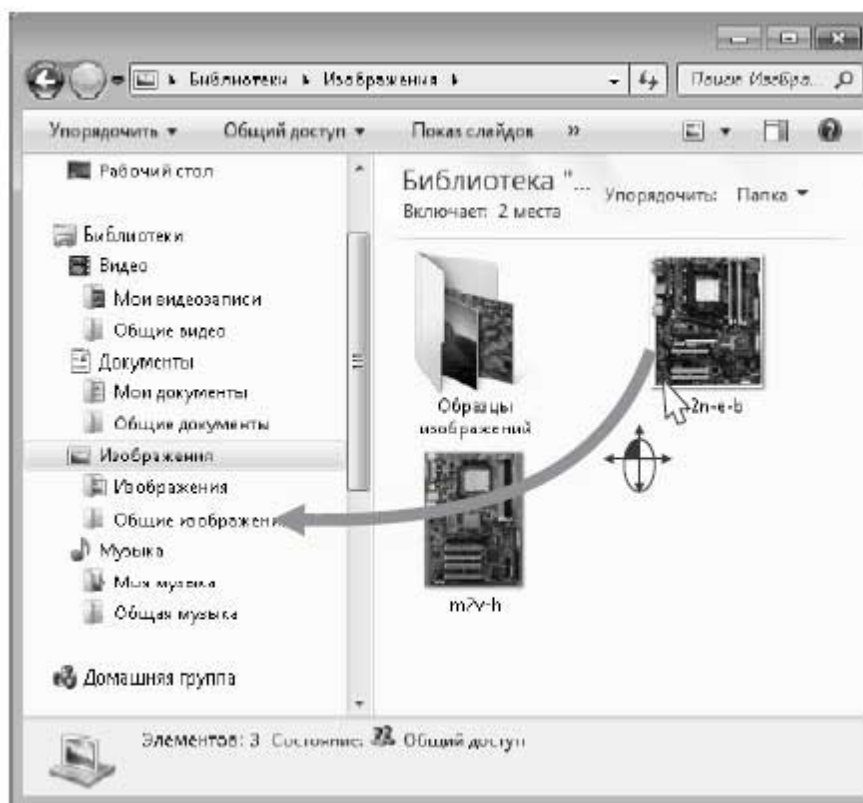 Библиотеки Изображения
Поиск: Изобра...
Упорядочить Общий доступ Показ слайдов »
Рабочий стол
Библиотеки
Видео
Мои видеозаписи
Общие видео
Документы
Мои документы
Общие документы
Изображения
Изображения
Общие изображени
Музыка
Моя музыка
Общая музыка
Домашняя группа
Библиотека "...
Включает: 2 места
Упорядочить: Папка
Образцы
изображений
2n-e-b
m2v-h
Элементов: 3 Состояние: Общий доступ